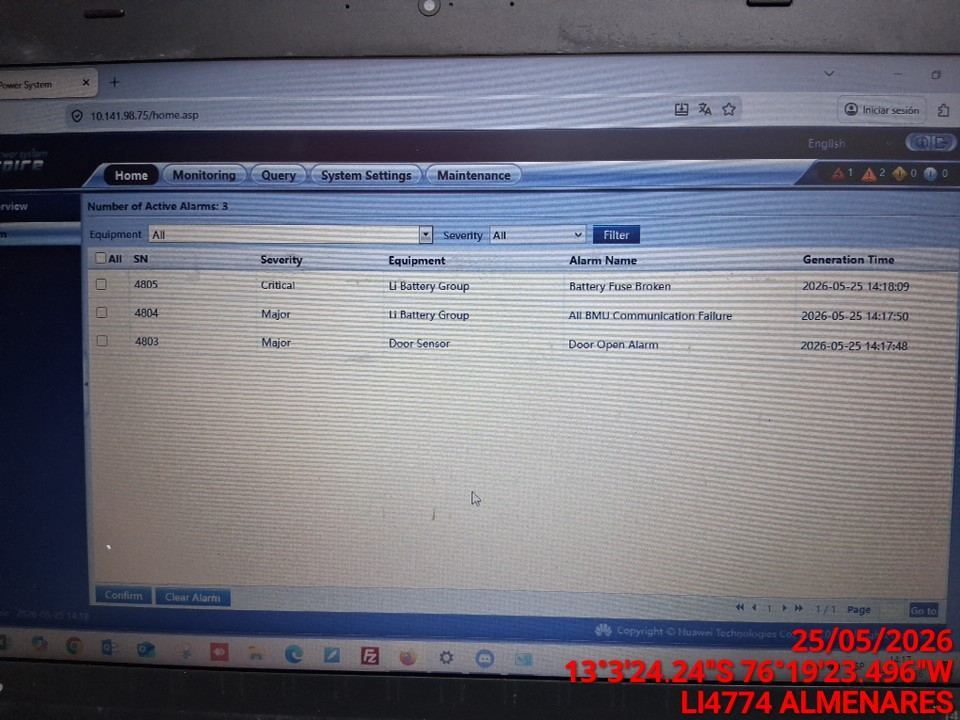 Power System
10.141.98.75/home.asp
Iniciar sesión
English
Home Monitoring Query System Settings Maintenance
1 2 0 0
Number of Active Alarms: 3
Equipment All Severity All Filter
All SN Severity Equipment Alarm Name Generation Time
4805 Critical Li Battery Group Battery Fuse Broken 2026-05-25 14:18:09
4804 Major Li Battery Group All BMU Communication Failure 2026-05-25 14:17:50
4803 Major Door Sensor Door Open Alarm 2026-05-25 14:17:48
Confirm Clear Alarm
1 1/1 Page Go to
Copyright © Huawei Technologies Co
25/05/2026
13°3'24.24"S 76°19'23.496"W
LI4774 ALMENARES